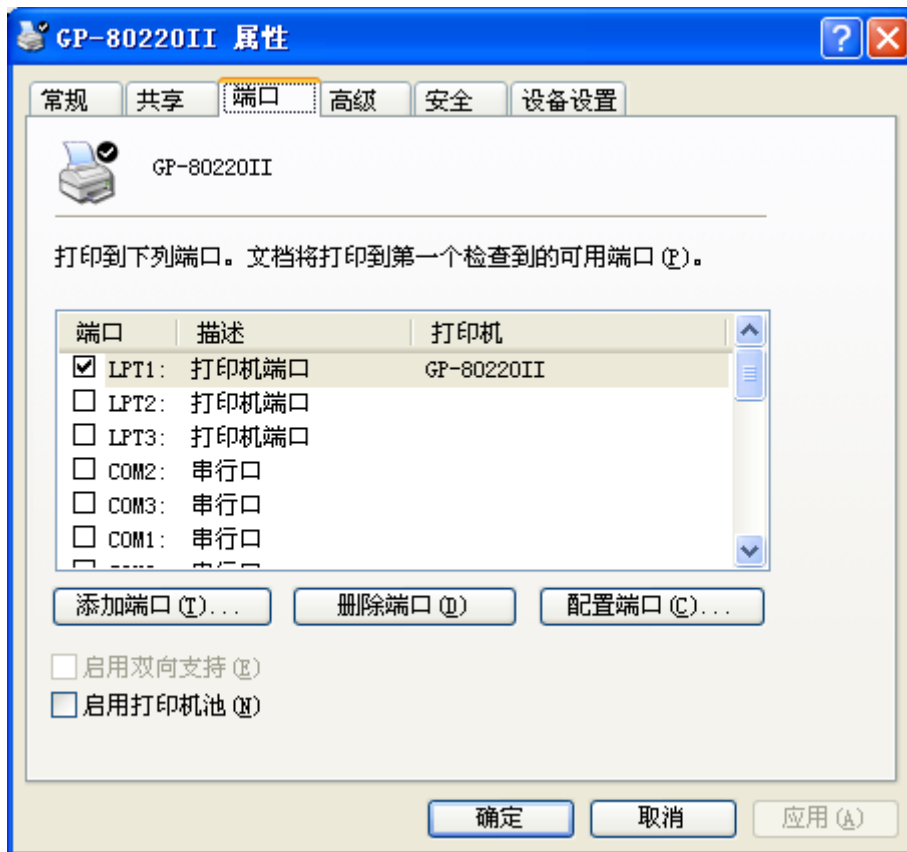 GP-80220II 属性
常规 共享 端口 高级 安全 设备设置
GP-80220II
打印到下列端口。文档将打印到第一个检查到的可用端口(P)。
端口 描述 打印机
LPT1: 打印机端口 GP-80220II
LPT2: 打印机端口
LPT3: 打印机端口
COM2: 串行口
COM3: 串行口
COM1: 串行口
添加端口(T)... 删除端口(D) 配置端口(C)...
启用双向支持(E)
启用打印机池(N)
确定 取消 应用(A)